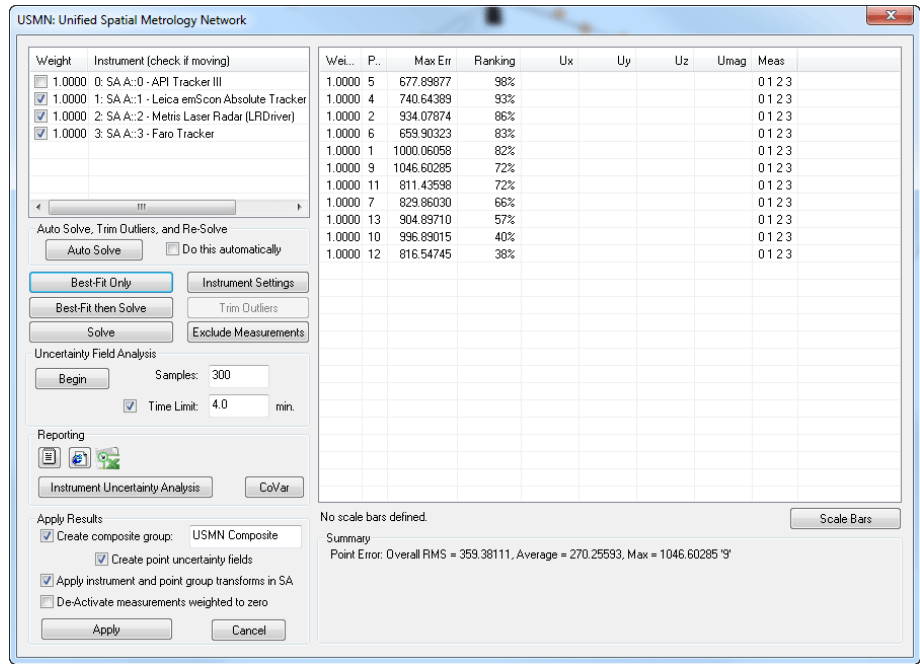 USMN: Unified Spatial Metrology Network
Weight Instrument (check if moving)
1.0000 0: SA A::0 - API Tracker III
1.0000 1: SA A::1 - Leica emScon Absolute Tracker
1.0000 2: SA A::2 - Metris Laser Radar (LRDriver)
1.0000 3: SA A::3 - Faro Tracker
Auto Solve, Trim Outliers, and Re-Solve
Auto Solve Do this automatically
Best-Fit Only Instrument Settings
Best-Fit then Solve Trim Outliers
Solve Exclude Measurements
Uncertainty Field Analysis
Begin Samples: 300
Time Limit: 4.0 min.
Reporting
Instrument Uncertainty Analysis CoVar
Apply Results
Create composite group: USMN Composite
Create point uncertainty fields
Apply instrument and point group transforms in SA
De-Activate measurements weighted to zero
Apply Cancel
Wei... P.. Max Err Ranking Ux Uy Uz Umag Meas
1.0000 5 677.89877 98% 0 1 2 3
1.0000 4 740.64389 93% 0 1 2 3
1.0000 2 934.07874 86% 0 1 2 3
1.0000 6 659.90323 83% 0 1 2 3
1.0000 1 1000.06058 82% 0 1 2 3
1.0000 9 1046.60285 72% 0 1 2 3
1.0000 11 811.43598 72% 0 1 2 3
1.0000 7 829.86030 66% 0 1 2 3
1.0000 13 904.89710 57% 0 1 2 3
1.0000 10 996.89015 40% 0 1 2 3
1.0000 12 816.54745 38% 0 1 2 3
No scale bars defined. Scale Bars
Summary
Point Error: Overall RMS = 359.38111, Average = 270.25593, Max = 1046.60285 '9'